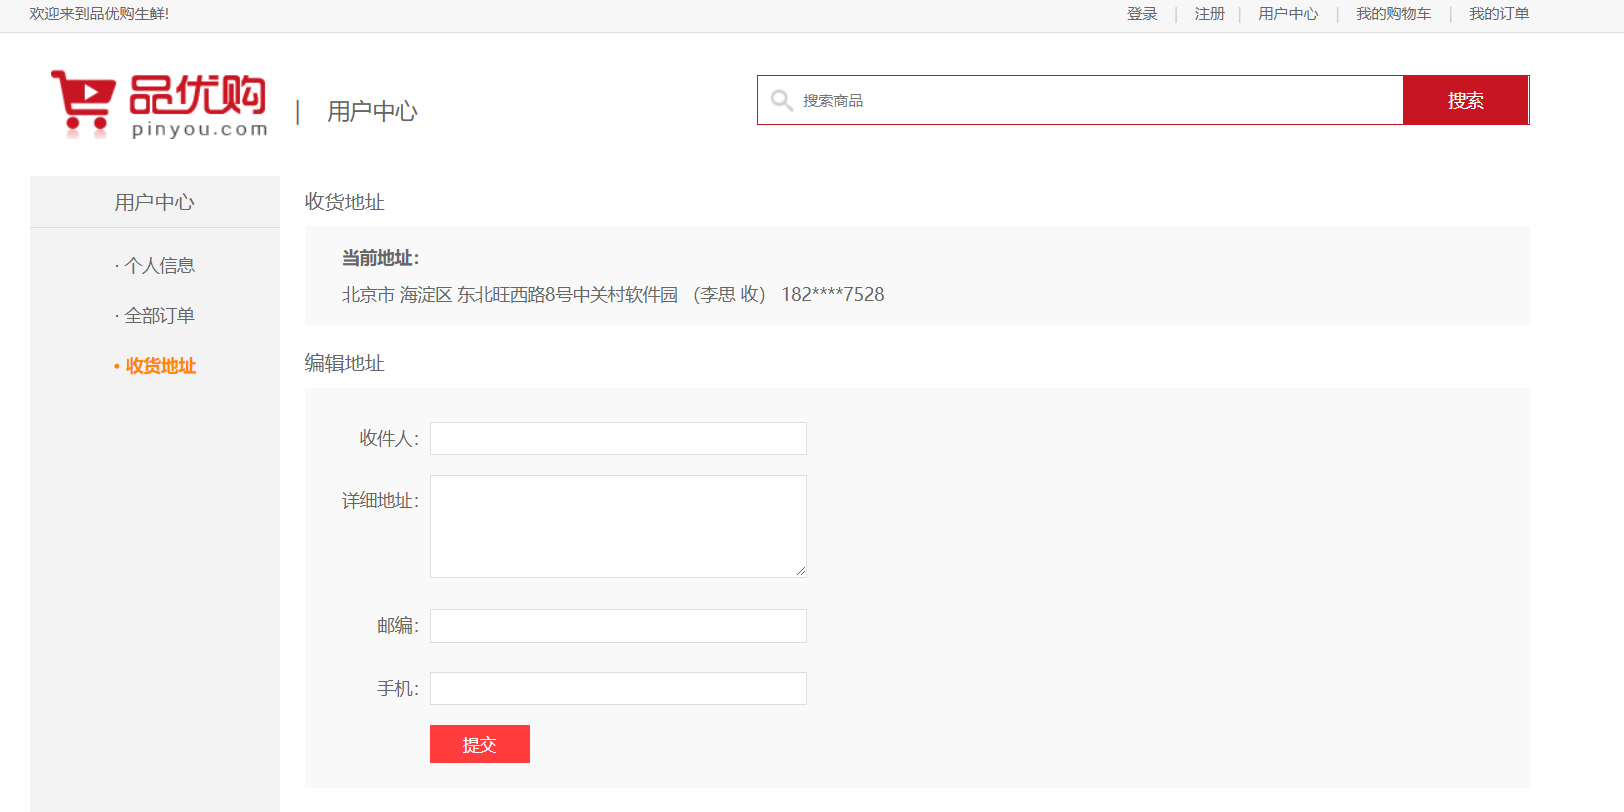 欢迎来到品优购生鲜!
登录 | 注册 | 用户中心 | 我的购物车 | 我的订单
品优购
pinyou.com
| 用户中心
搜索商品
搜索
用户中心
· 个人信息
· 全部订单
• 收货地址
收货地址
当前地址：
北京市 海淀区 东北旺西路8号中关村软件园 （李思 收） 182****7528
编辑地址
收件人：
详细地址：
邮编：
手机：
提交